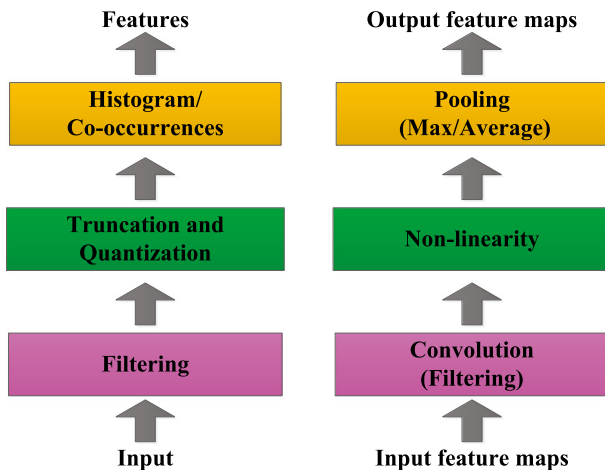 Features
Histogram/
Co-occurrences
Truncation and
Quantization
Filtering
Input
Output feature maps
Pooling
(Max/Average)
Non-linearity
Convolution
(Filtering)
Input feature maps